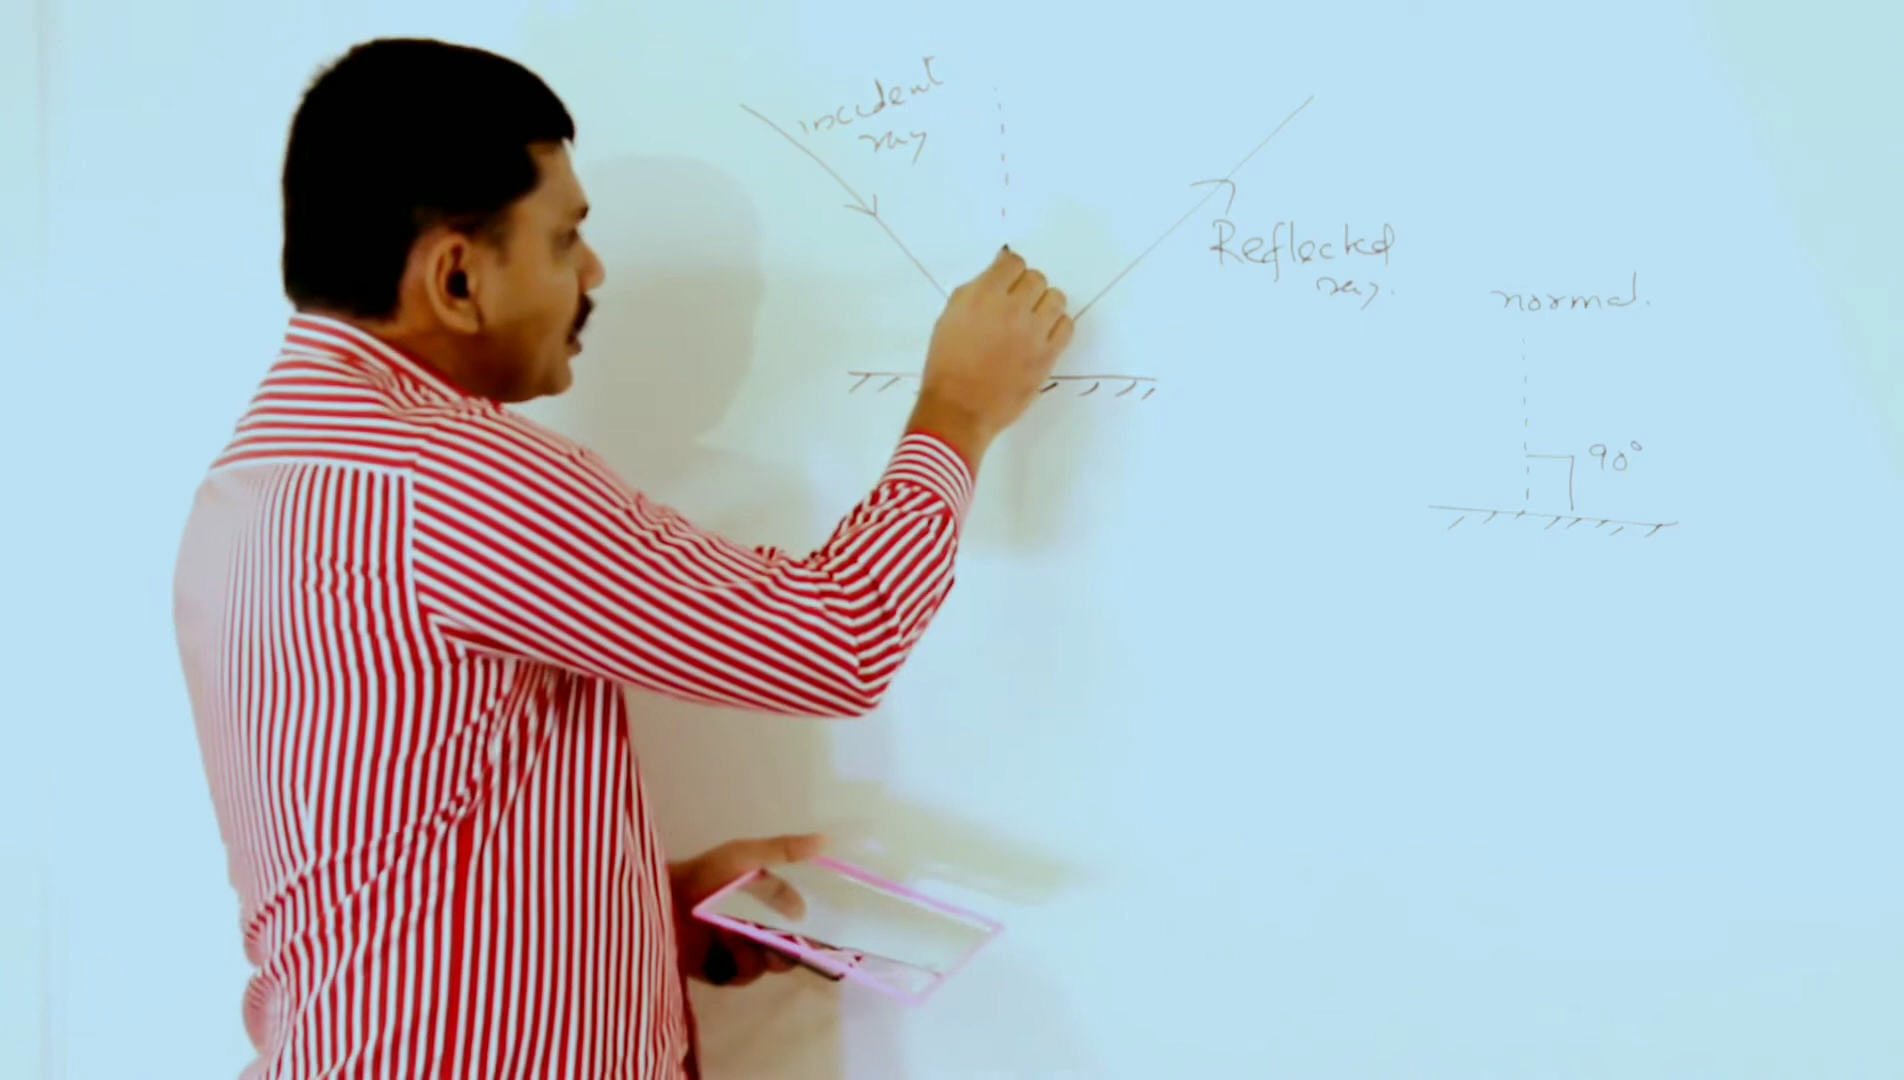 incident
ray
Reflected
ray.
normal.
90°